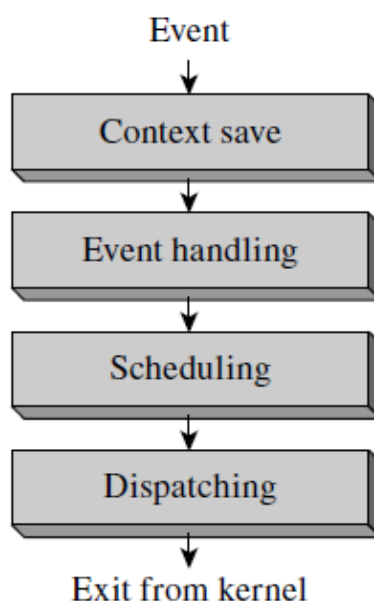 Event
Context save
Event handling
Scheduling
Dispatching
Exit from kernel